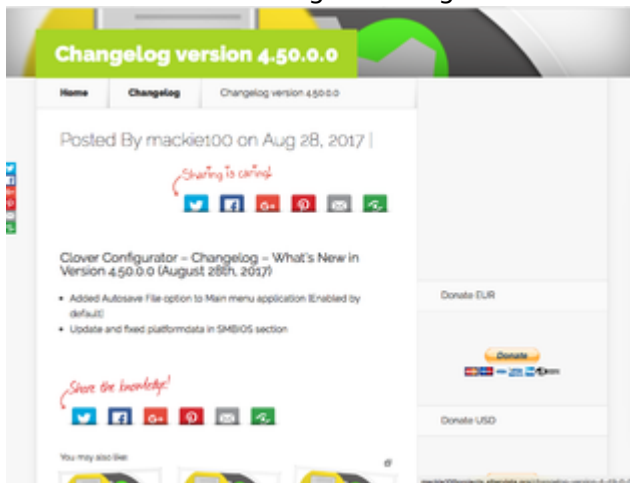 Changelog version 4.50.0.0
Home
Changelog
Changelog version 4.50.0.0
Posted By mackie100 on Aug 28, 2017 |
Sharing is caring!
Clover Configurator – Changelog – What's New in
Version 4.50.0.0 (August 28th, 2017)
• Added Autosave File option to Main menu application (Enabled by
default)
• Update and fixed platformdata in SMBIOS section
Donate EUR
Donate
Share the knowledge!
Donate USD
You may also like: